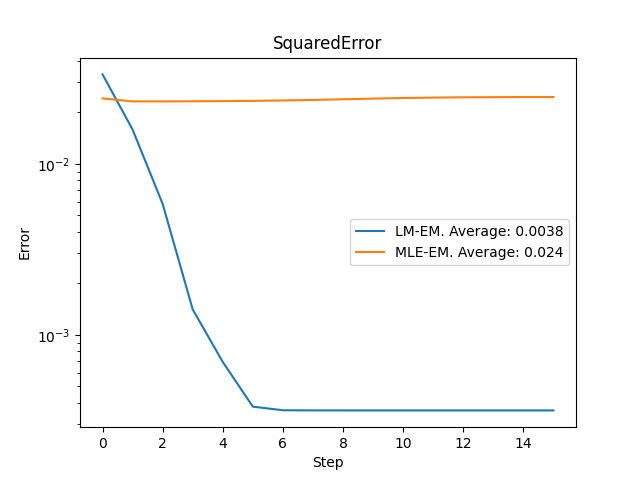 SquaredError
10⁻²
10⁻³
Error
LM-EM. Average: 0.0038
MLE-EM. Average: 0.024
0 2 4 6 8 10 12 14
Step